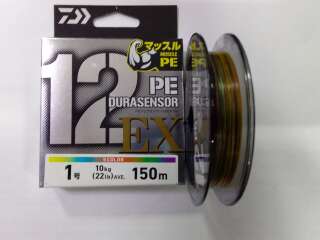 DAIWA
マッスル
MUSCLE
PE
12
PE
DURASENSOR
EX
5COLOR
1号
10kg
(22lb)AVE.
150m